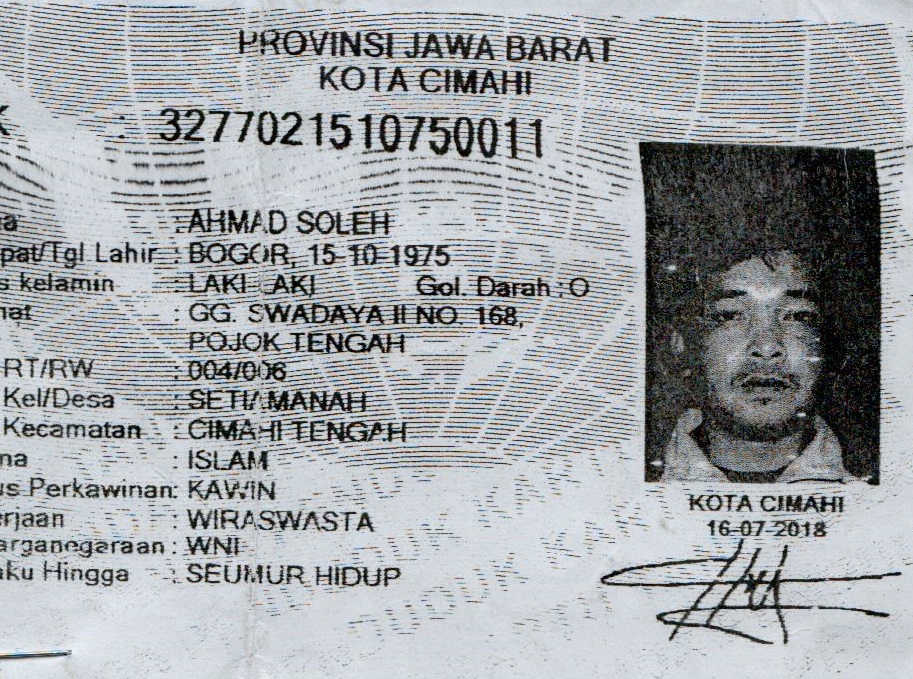 PROVINSI JAWA BARAT
KOTA CIMAHI
K : 3277021510750011
na : AHMAD SOLEH
pat/Tgl Lahir : BOGOR, 15-10-1975
s kelamin : LAKI LAKI Gol. Darah : O
nat : GG. SWADAYA II NO. 168,
POJOK TENGAH
RT/RW : 004/006
Kel/Desa : SETIAMANAH
Kecamatan : CIMAHI TENGAH
na : ISLAM
us Perkawinan: KAWIN
erjaan : WIRASWASTA
arganegaraan : WNI
aku Hingga : SEUMUR HIDUP
KOTA CIMAHI
16-07-2018